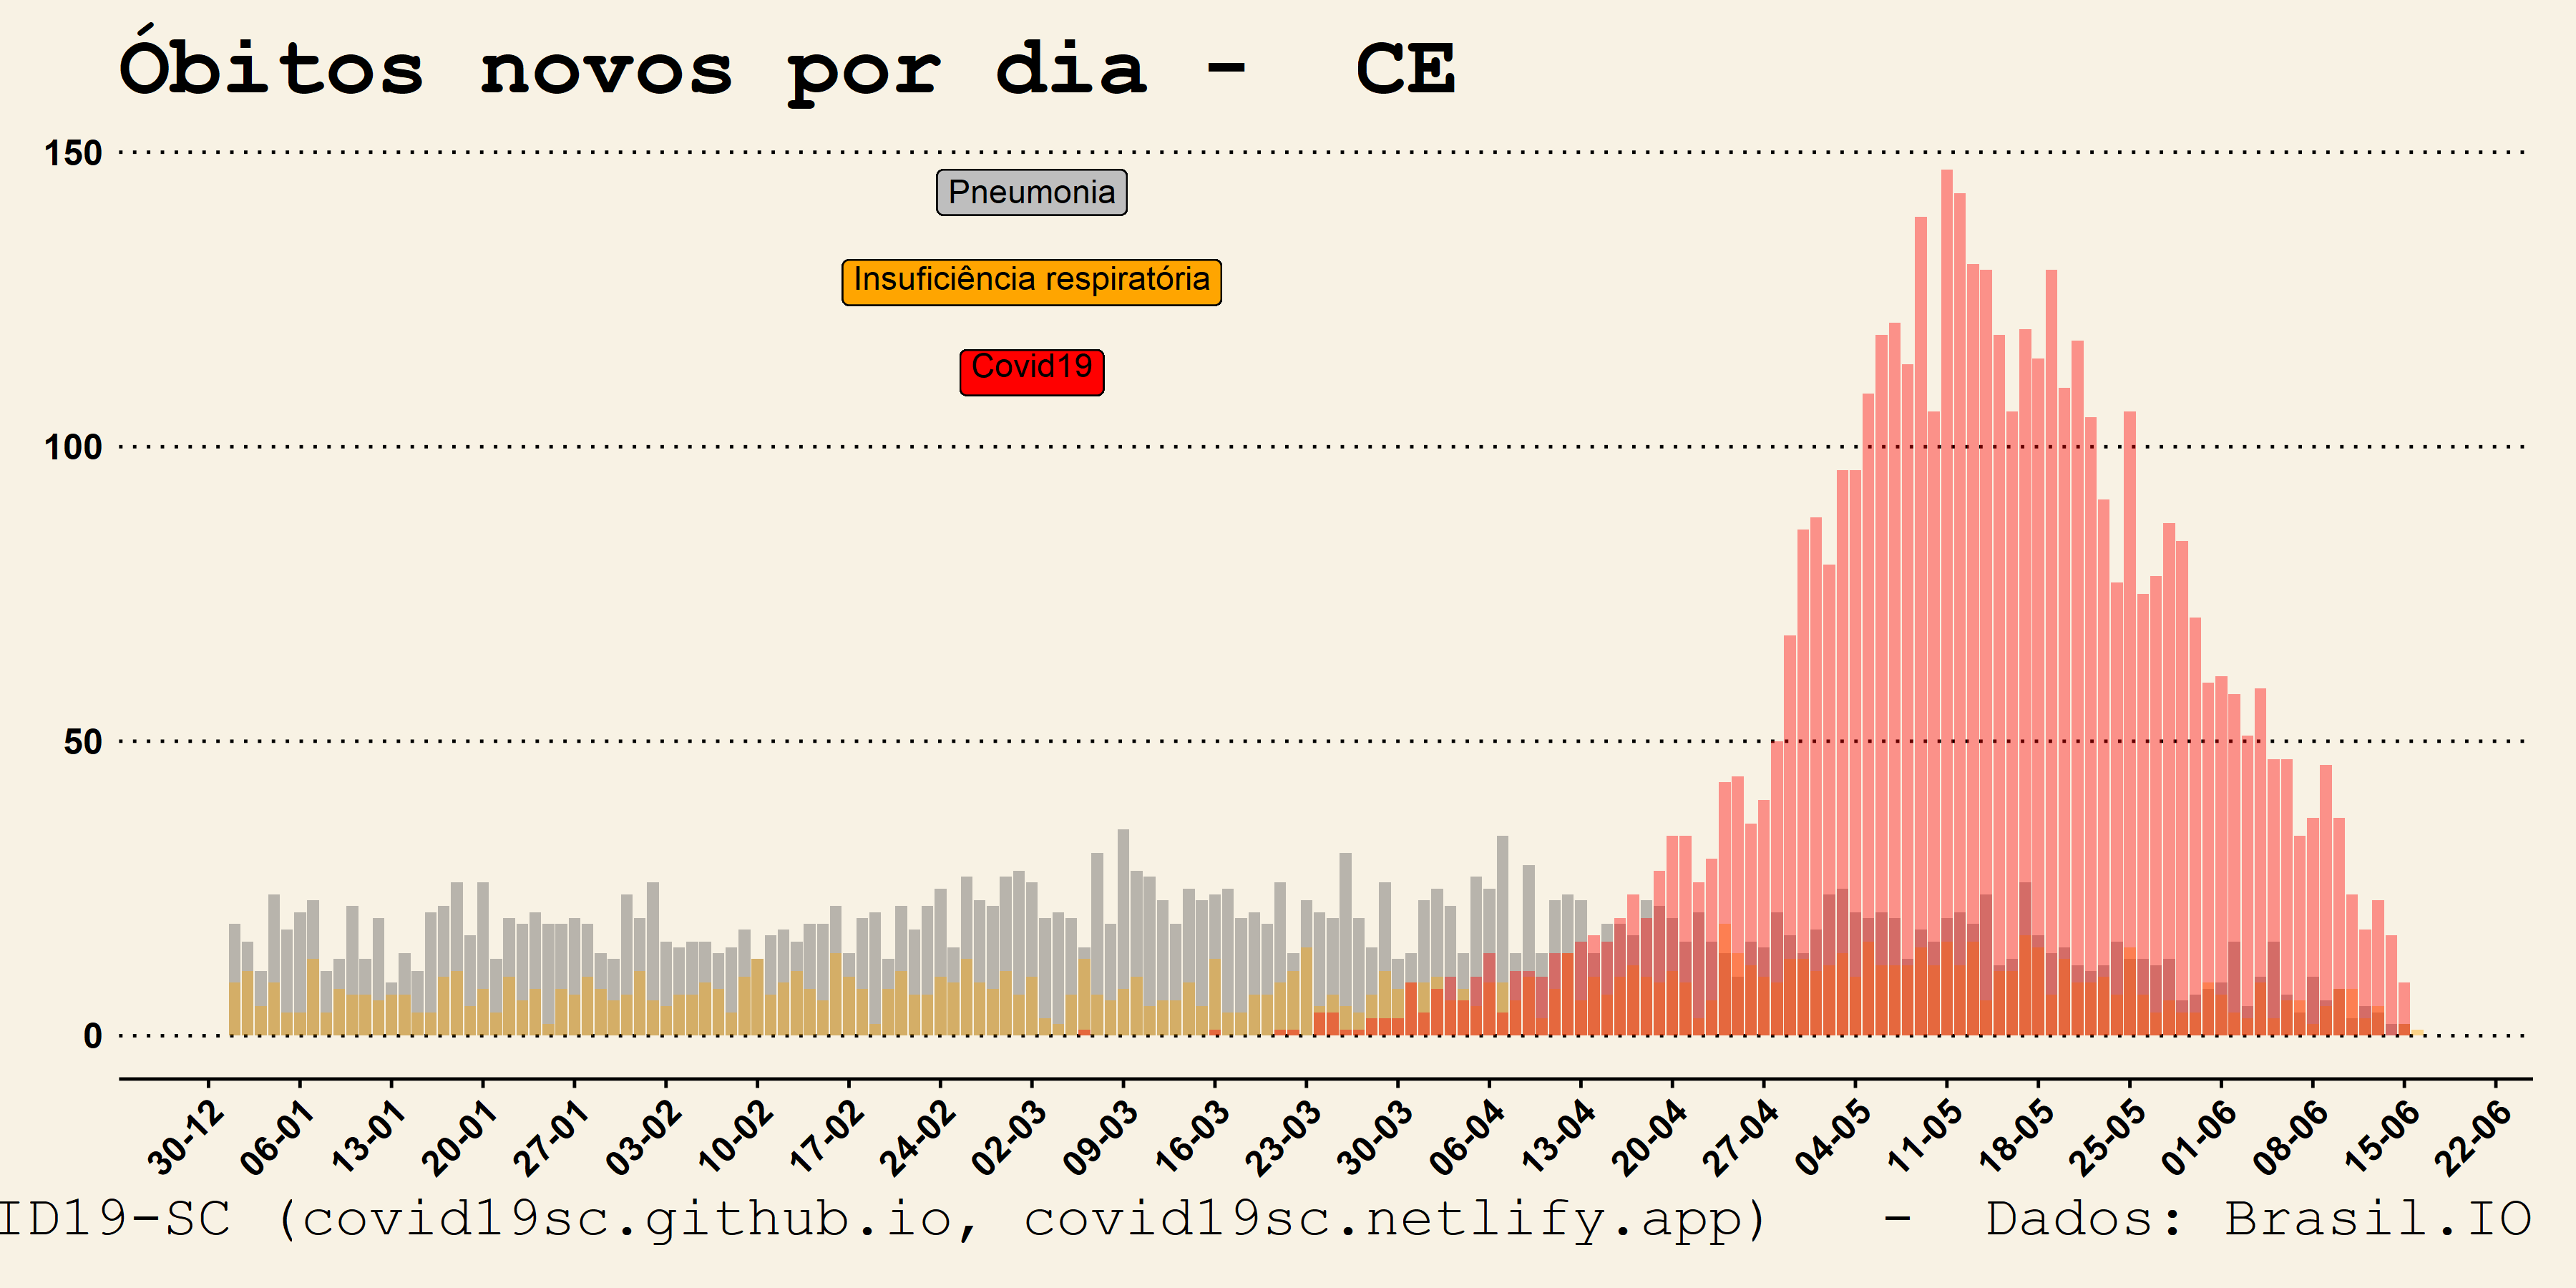 Óbitos novos por dia - CE
150
Pneumonia
Insuficiência respiratória
Covid19
100
50
0
30-12 06-01 13-01 20-01 27-01 03-02 10-02 17-02 24-02 02-03 09-03 16-03 23-03 30-03 06-04 13-04 20-04 27-04 04-05 11-05 18-05 25-05 01-06 08-06 15-06 22-06
ID19-SC (covid19sc.github.io, covid19sc.netlify.app) - Dados: Brasil.IO